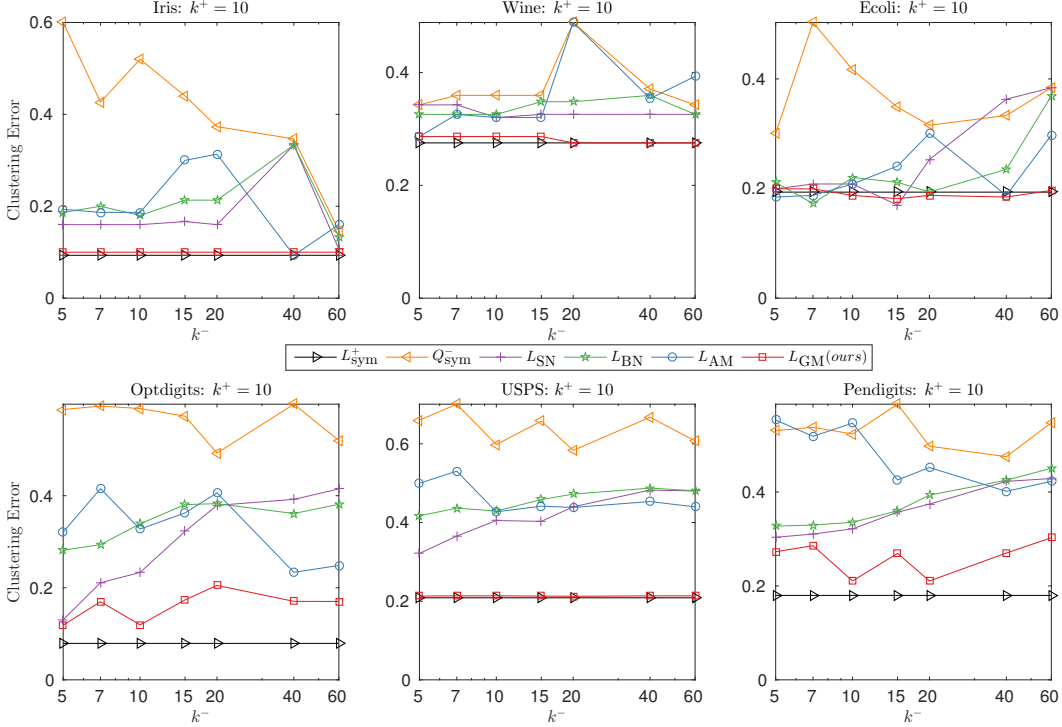 Iris: k⁺ = 10
Wine: k⁺ = 10
Ecoli: k⁺ = 10
Clustering Error
0.6
0.4
0.2
0
5 7 10 15 20 40 60
k⁻
0.4
0.2
0
5 7 10 15 20 40 60
k⁻
0.4
0.2
0
5 7 10 15 20 40 60
k⁻
L⁺sym Q⁻sym LSN LBN LAM LGM(ours)
Optdigits: k⁺ = 10
USPS: k⁺ = 10
Pendigits: k⁺ = 10
Clustering Error
0.4
0.2
0
5 7 10 15 20 40 60
k⁻
0.6
0.4
0.2
0
5 7 10 15 20 40 60
k⁻
0.4
0.2
0
5 7 10 15 20 40 60
k⁻